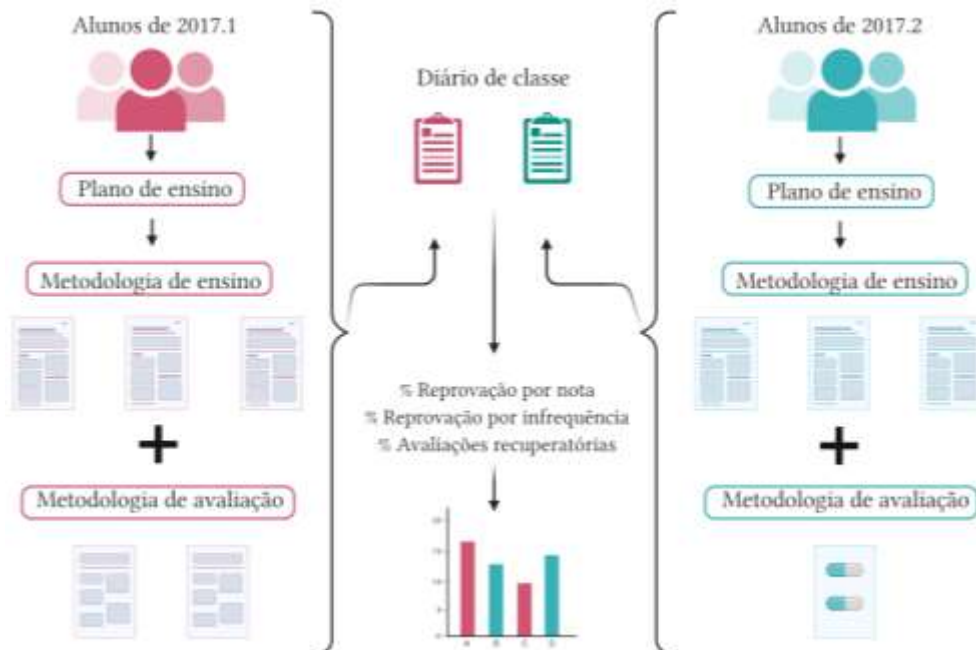 Alunos de 2017.1
Plano de ensino
Metodologia de ensino
Metodologia de avaliação
Diário de classe
% Reprovação por nota
% Reprovação por infrequência
% Avaliações recuperatórias
Alunos de 2017.2
Plano de ensino
Metodologia de ensino
Metodologia de avaliação